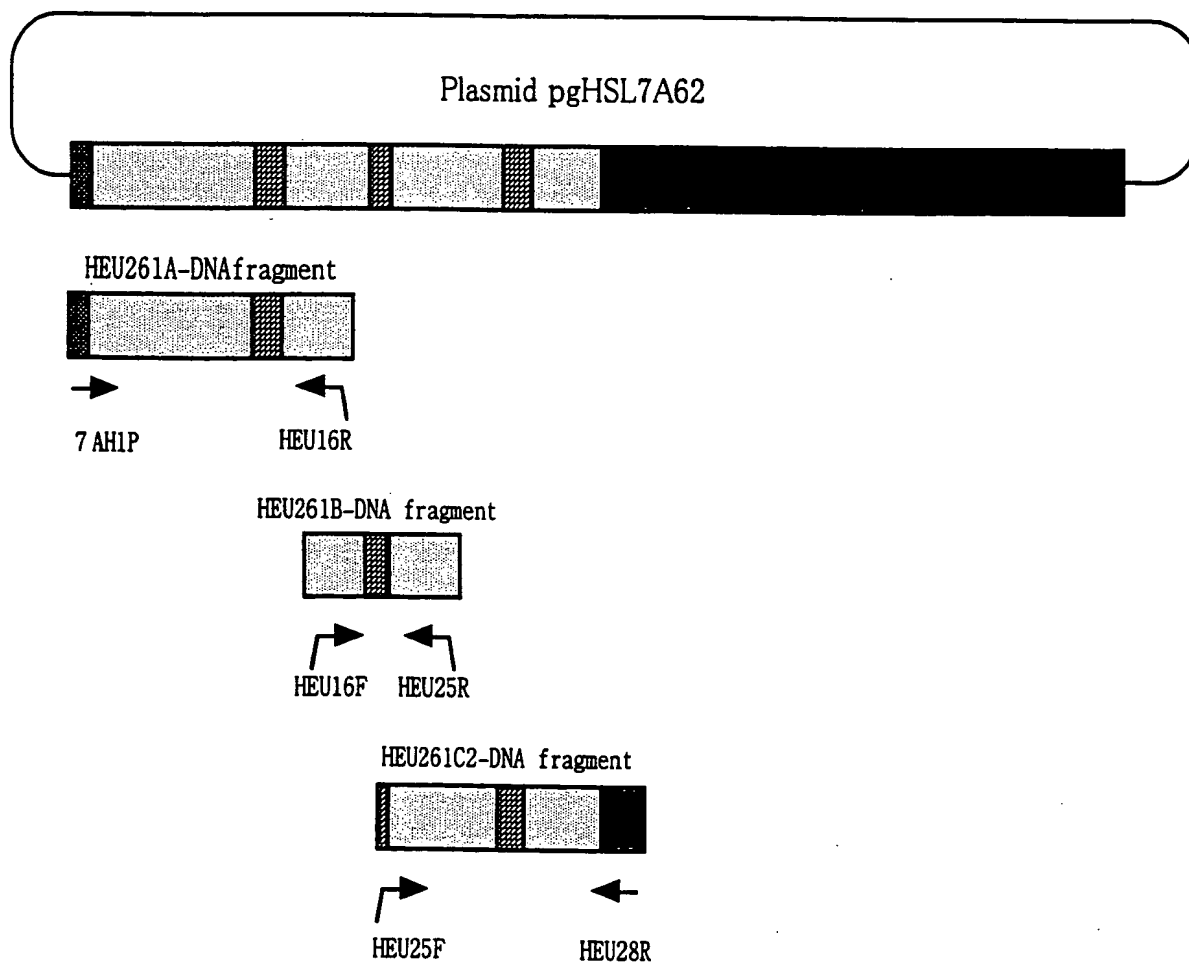 Plasmid pgHSL7A62
HEU261A-DNAfragment
7 AH1P HEU16R
HEU261B-DNA fragment
HEU16F HEU25R
HEU261C2-DNA fragment
HEU25F HEU28R